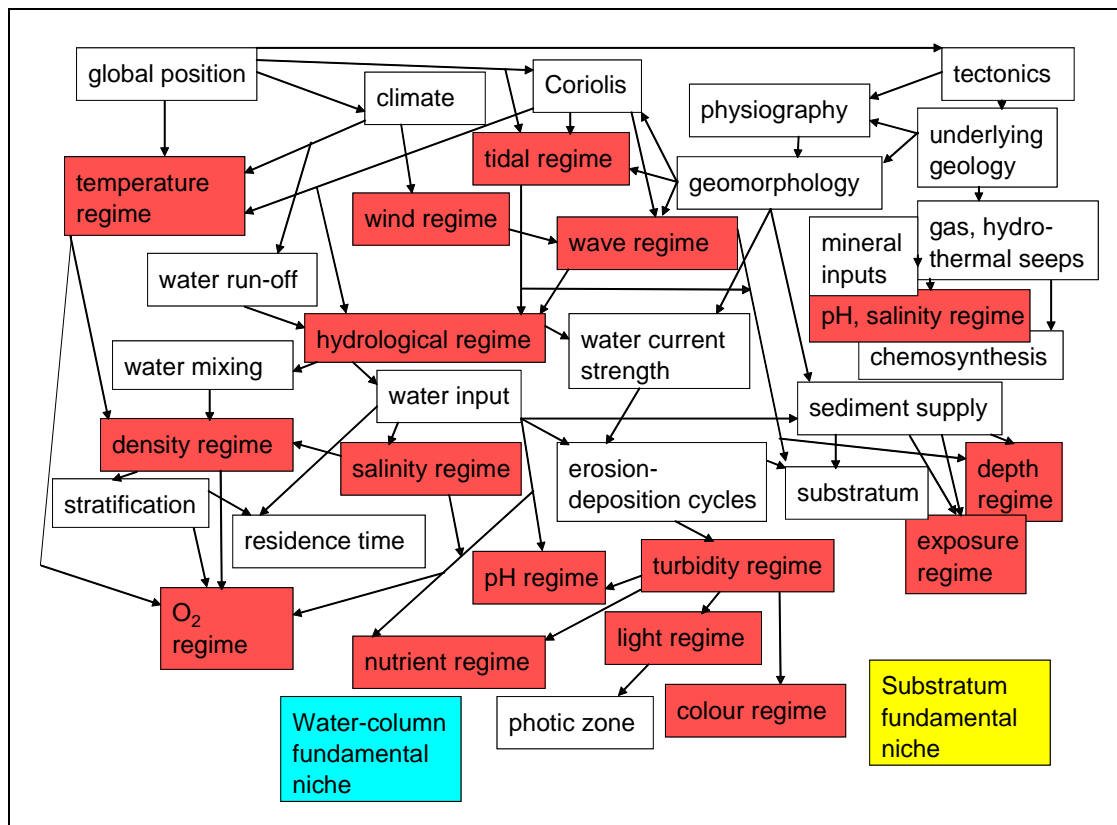 global position
climate
Coriolis
tectonics
physiography
underlying
geology
tidal regime
temperature
regime
geomorphology
wind regime
wave regime
gas, hydro-
thermal seeps
mineral
inputs
water run-off
pH, salinity regime
hydrological regime
water current
strength
chemosynthesis
water mixing
water input
sediment supply
density regime
salinity regime
erosion-
deposition cycles
substratum
depth
regime
stratification
residence time
exposure
regime
pH regime
turbidity regime
O2
regime
nutrient regime
light regime
photic zone
colour regime
Water-column
fundamental
niche
Substratum
fundamental
niche